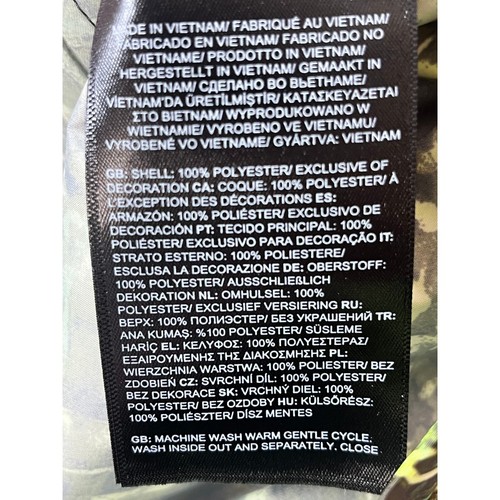 MADE IN VIETNAM/ FABRIQUÉ AU VIETNAM/
FABRICADO EN VIETNAM/ FABRICADO NO
VIETNAME/ PRODOTTO IN VIETNAM/
HERGESTELLT IN VIETNAM/ GEMAAKT IN
VIETNAM/ СДЕЛАНО ВО ВЬЕТНАМЕ/
VİETNAM'DA ÜRETİLMİŞTİR/ ΚΑΤΑΣΚΕΥΑΖΕΤΑΙ
ΣΤΟ ΒΙΕΤΝΑΜ/ WYPRODUKOWANO W
WIETNAMIE/ VYROBENO VE VIETNAMU/
VYROBENÉ VO VIETNAME/ GYÁRTVA: VIETNAM
GB: SHELL: 100% POLYESTER/ EXCLUSIVE OF
DECORATION CA: COQUE: 100% POLYESTER/ À
L'EXCEPTION DES DÉCORATIONS ES:
ARMAZÓN: 100% POLIÉSTER/ EXCLUSIVO DE
DECORACIÓN PT: TECIDO PRINCIPAL: 100%
POLIÉSTER/ EXCLUSIVO PARA DECORAÇÃO IT:
STRATO ESTERNO: 100% POLIESTERE/
ESCLUSA LA DECORAZIONE DE: OBERSTOFF:
100% POLYESTER/ AUSSCHLIEẞLICH
DEKORATION NL: OMHULSEL: 100%
POLYESTER/ EXCLUSIEF VERSIERING RU:
ВЕРХ: 100% ПОЛИЭСТЕР/ БЕЗ УКРАШЕНИЙ TR:
ANA KUMAŞ: %100 POLYESTER/ SÜSLEME
HARİÇ EL: ΚΕΛΥΦΟΣ: 100% ΠΟΛΥΕΣΤΕΡΑΣ/
ΕΞΑΙΡΟΥΜΕΝΗΣ ΤΗΣ ΔΙΑΚΟΣΜΗΣΗΣ PL:
WIERZCHNIA WARSTWA: 100% POLIESTER/ BEZ
ZDOBIEŃ CZ: SVRCHNÍ DÍL: 100% POLYESTER/
BEZ DEKORACE SK: VRCHNÝ DIEL: 100%
POLYESTER/ BEZ OZDOBY HU: KÜLSŐRÉSZ:
100% POLIÉSZTER/ DÍSZ MENTES
GB: MACHINE WASH WARM GENTLE CYCLE.
WASH INSIDE OUT AND SEPARATELY. CLOSE